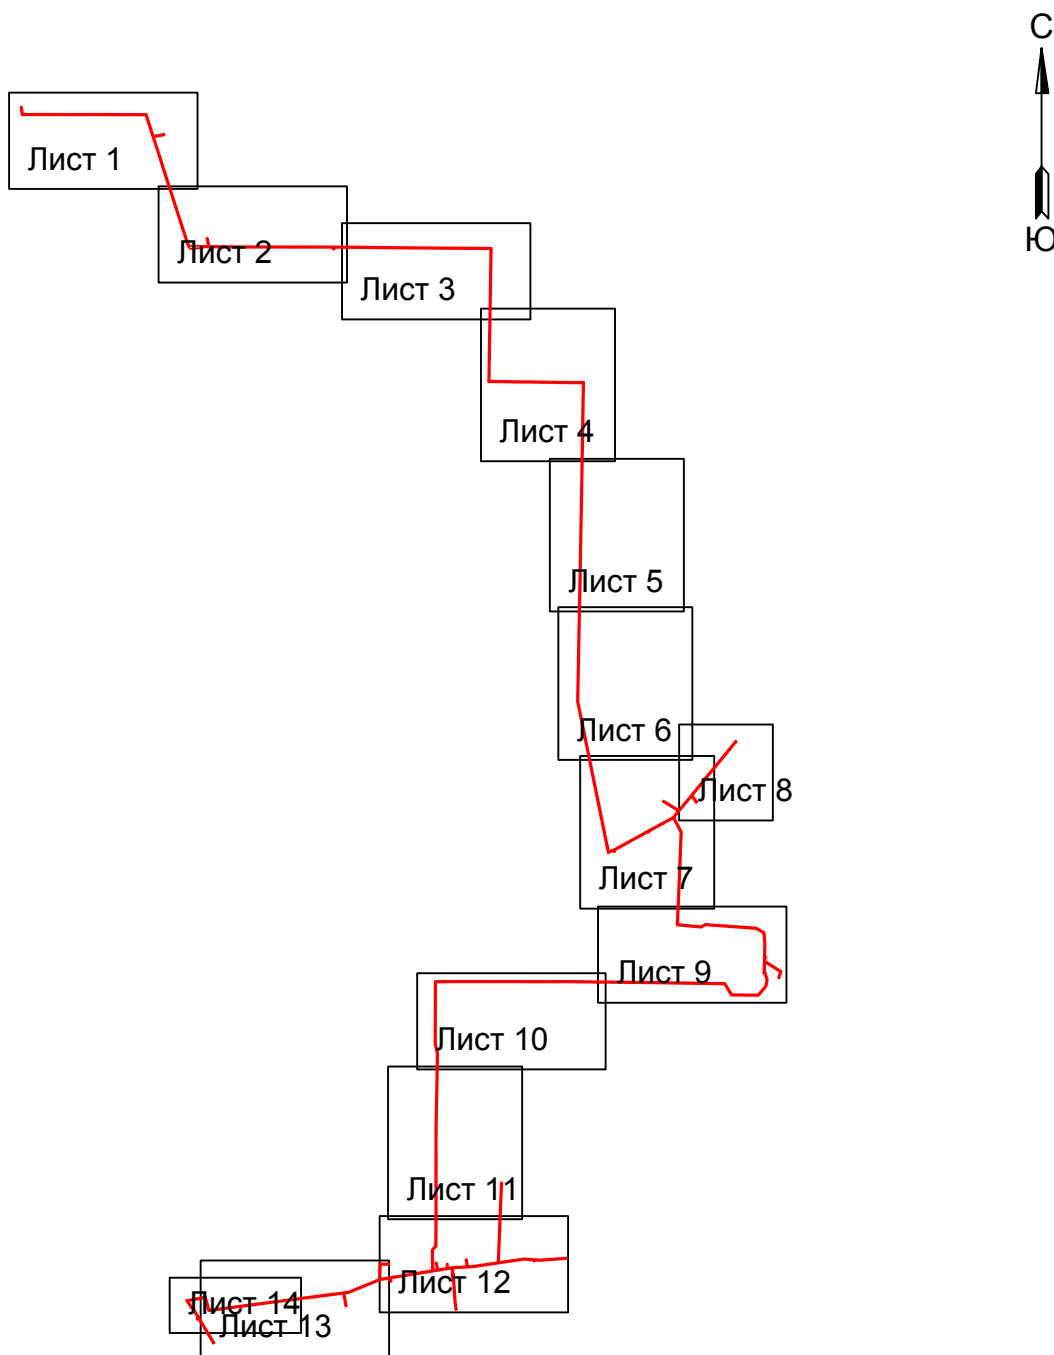 С
Лист 1
Ю
Лист 2
Лист 3
Лист 4
Лист 5
Лист 6
Лист 8
Лист 7
Лист 9
Лист 10
Лист 11
Лист 12
Лист 14
Лист 13